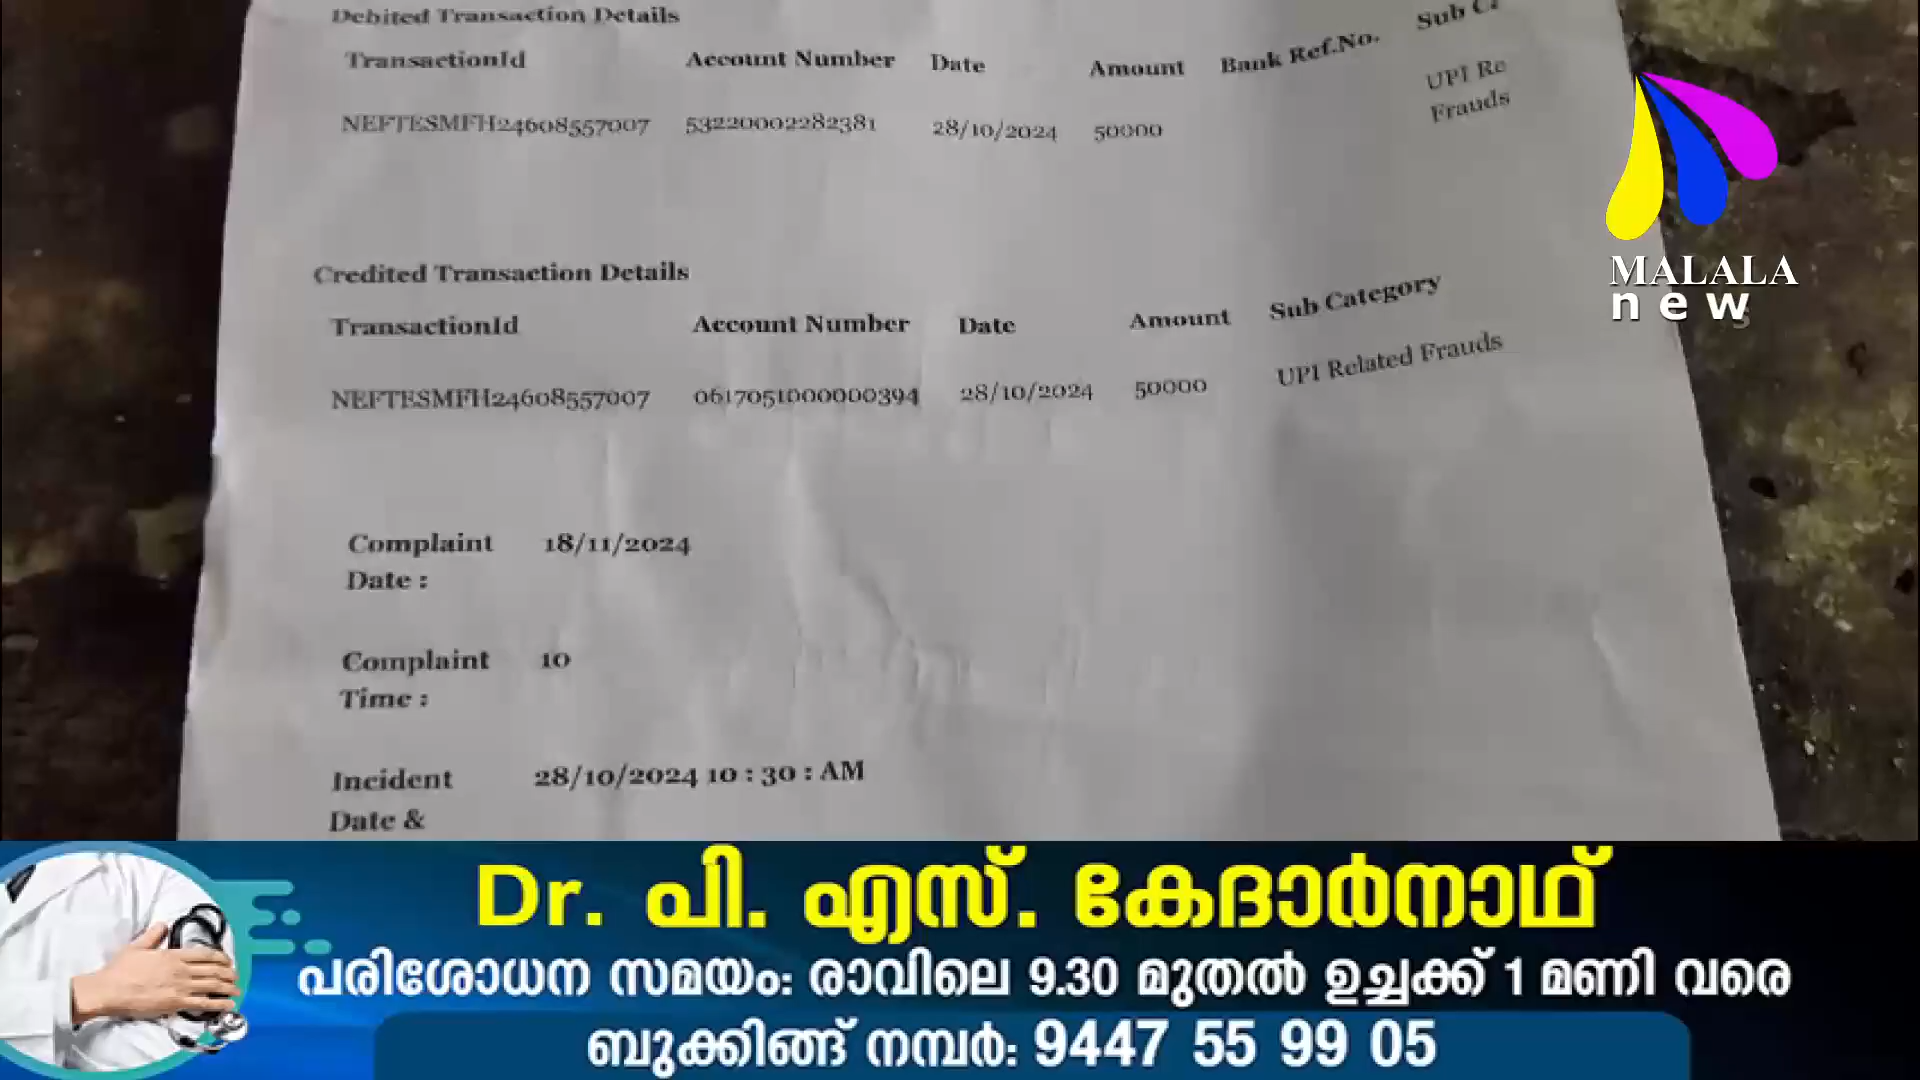 Debited Transaction Details
TransactionId Account Number Date Amount Bank Ref.No. Sub
NEFTESMFH24608557007 53220002282381 28/10/2024 50000 UPI Re
Frauds
Credited Transaction Details
TransactionId Account Number Date Amount Sub Category
NEFTESMFH24608557007 0617051000000394 28/10/2024 50000 UPI Related Frauds
Complaint 18/11/2024
Date :
Complaint 10
Time :
Incident 28/10/2024 10 : 30 : AM
Date &
MALALA
new
Dr. പി. എസ്. കേദാർനാഥ്
പരിശോധന സമയം: രാവിലെ 9.30 മുതൽ ഉച്ചക്ക് 1 മണി വരെ
ബുക്കിങ്ങ് നമ്പർ: 9447 55 99 05